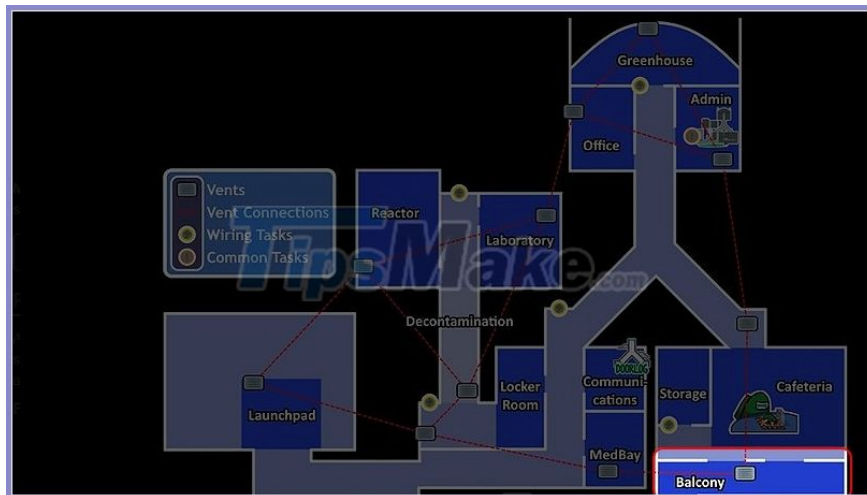 Greenhouse
Admin
Office
Vents
Vent Connections
Wiring Tasks
Common Tasks
Reactor
Laboratory
TipsMake.com
Decontamination
Launchpad
Locker
Room
Communi-
cations
DOORLOG
Storage
Cafeteria
MedBay
Balcony